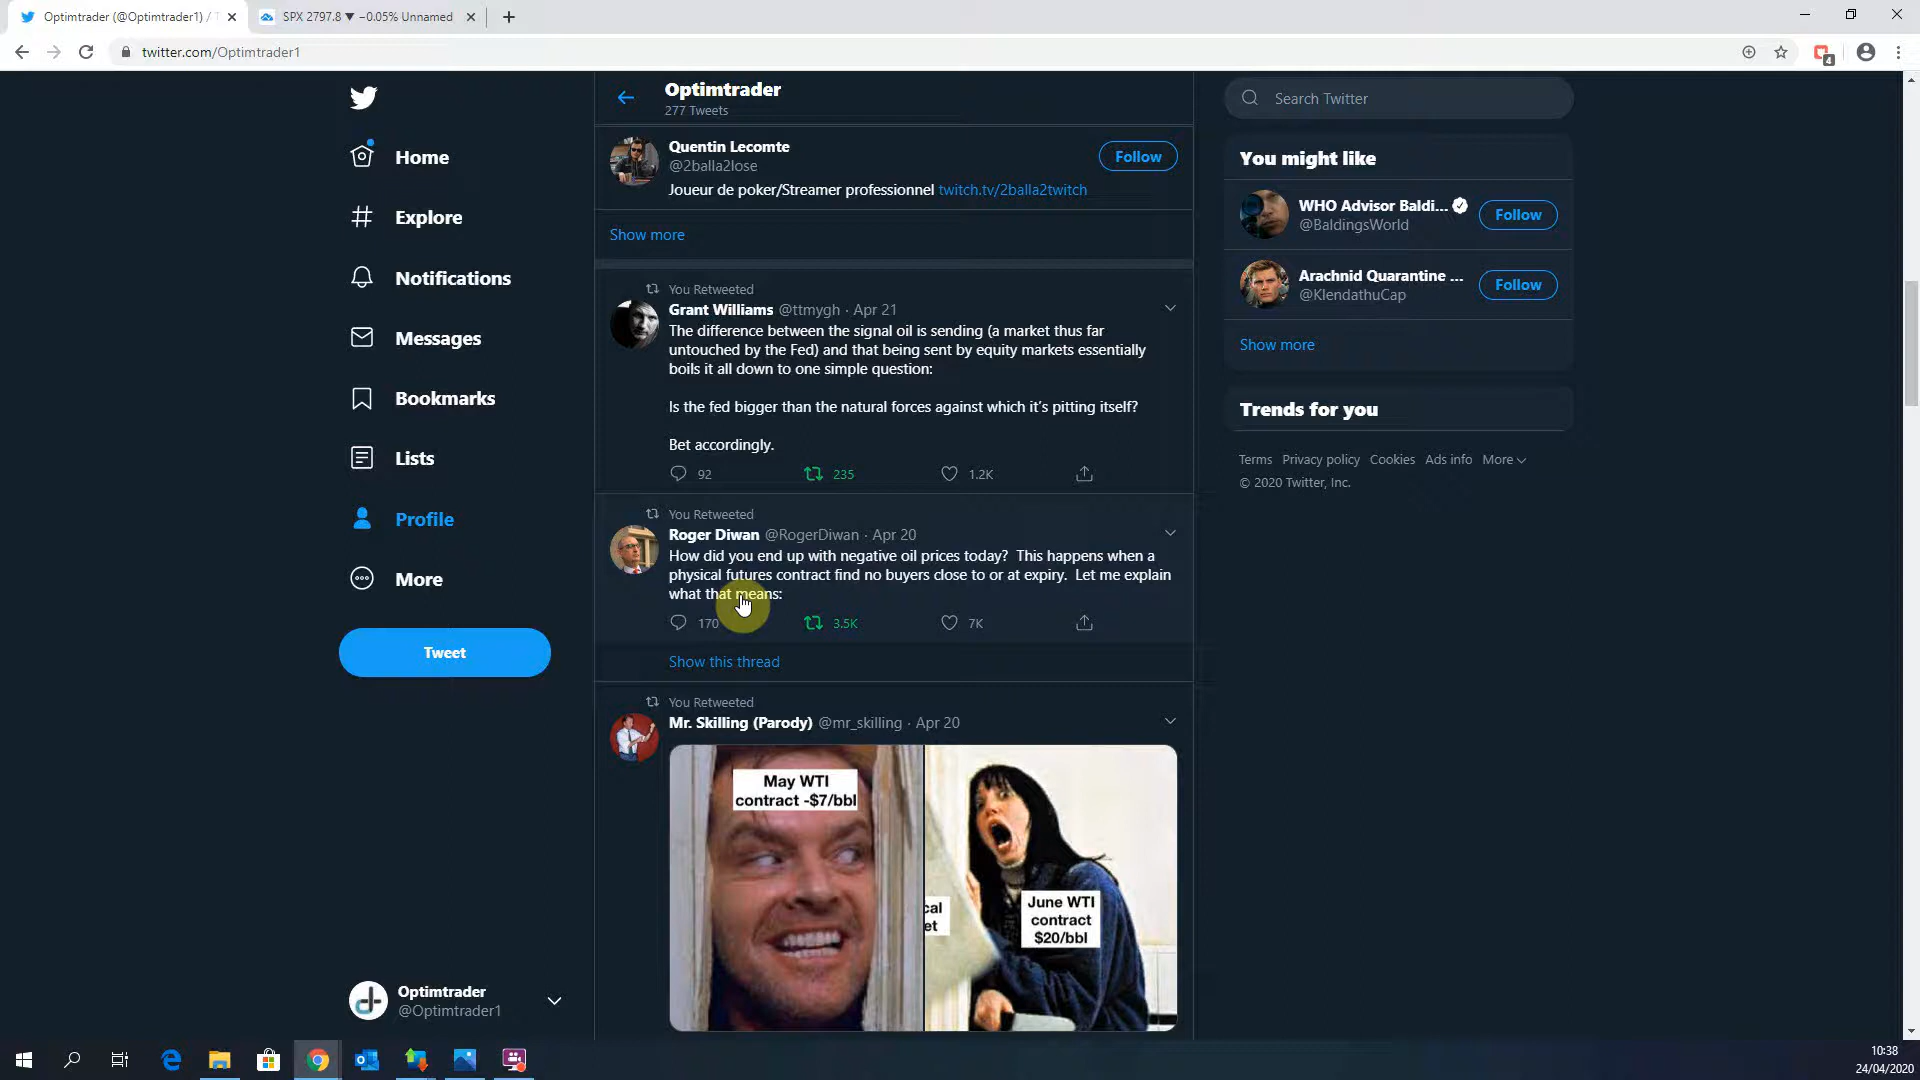 Optimtrader (@Optimtrader1) / T
SPX 2797.8 ▼ −0.05% Unnamed
twitter.com/Optimtrader1
4
Home
Explore
Notifications
Messages
Bookmarks
Lists
Profile
More
Tweet
Optimtrader
@Optimtrader1
Optimtrader
277 Tweets
Quentin Lecomte
@2balla2lose
Follow
Joueur de poker/Streamer professionnel twitch.tv/2balla2twitch
Show more
You Retweeted
Grant Williams @ttmygh · Apr 21
The difference between the signal oil is sending (a market thus far
untouched by the Fed) and that being sent by equity markets essentially
boils it all down to one simple question:
Is the fed bigger than the natural forces against which it's pitting itself?
Bet accordingly.
92 235 1.2K
You Retweeted
Roger Diwan @RogerDiwan · Apr 20
How did you end up with negative oil prices today? This happens when a
physical futures contract find no buyers close to or at expiry. Let me explain
what that means:
170 3.5K 7K
Show this thread
You Retweeted
Mr. Skilling (Parody) @mr_skilling · Apr 20
May WTI
contract -$7/bbl
cal
et
June WTI
contract
$20/bbl
Search Twitter
You might like
WHO Advisor Baldi...
@BaldingsWorld
Follow
Arachnid Quarantine ...
@KlendathuCap
Follow
Show more
Trends for you
Terms Privacy policy Cookies Ads info More
© 2020 Twitter, Inc.
10:38
24/04/2020